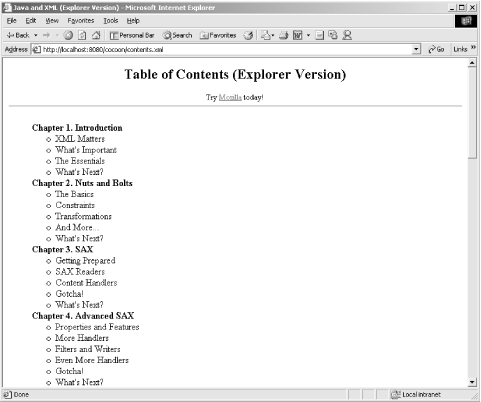 Java and XML (Explorer Version) - Microsoft Internet Explorer
File Edit View Favorites Tools Help
Back Personal Bar Search Favorites
Address http://localhost:8080/cocoon/contents.xml Go Links »
Table of Contents (Explorer Version)
Try Mozilla today!
Chapter 1. Introduction
XML Matters
What's Important
The Essentials
What's Next?
Chapter 2. Nuts and Bolts
The Basics
Constraints
Transformations
And More...
What's Next?
Chapter 3. SAX
Getting Prepared
SAX Readers
Content Handlers
Gotcha!
What's Next?
Chapter 4. Advanced SAX
Properties and Features
More Handlers
Filters and Writers
Even More Handlers
Gotcha!
What's Next?
Done Local intranet